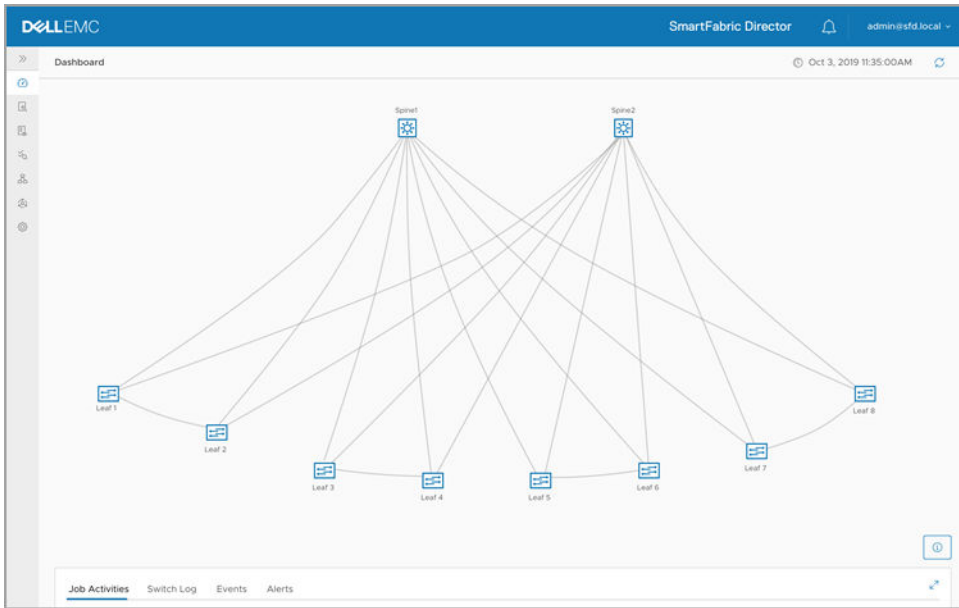 DELLEMC
SmartFabric Director
admin@sfd.local
Dashboard
Oct 3, 2019 11:35:00AM
Spine1
Spine2
Leaf 1
Leaf 8
Leaf 2
Leaf 7
Leaf 3
Leaf 4
Leaf 5
Leaf 6
Job Activities Switch Log Events Alerts